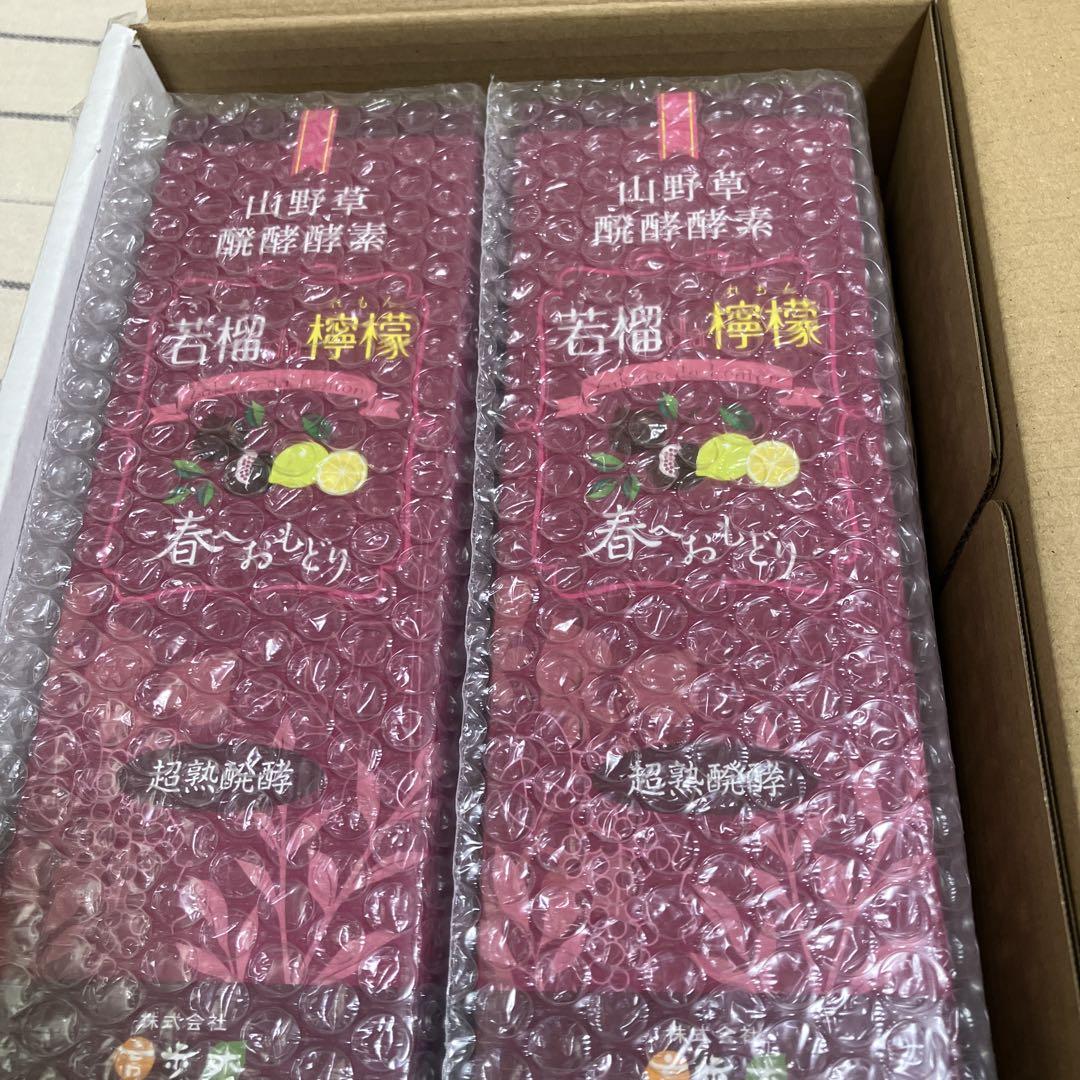 山野草
醗酵酵素
れもん
若榴 檸檬
春へおもどり
超熟醗酵
株式会社
山野草
醗酵酵素
れもん
若榴 檸檬
春へおもどり
超熟醗酵
株式会社